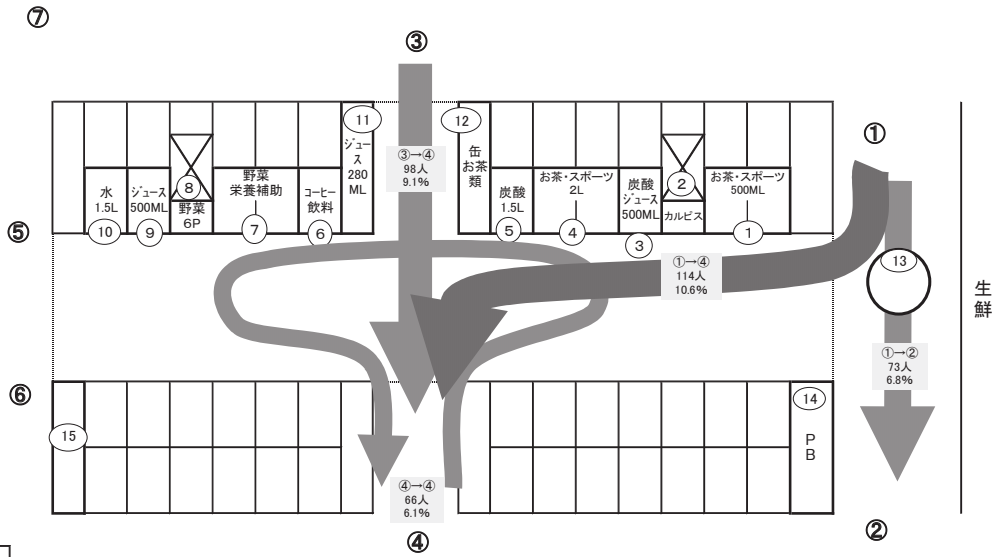 ⑦
③
①
11
ジュース
280
ML
12
缶
お茶
類
③→④
98人
9.1%
水
1.5L
10
ジュース
500ML
9
8
野菜
6P
野菜
栄養補助
7
コーヒー
飲料
6
炭酸
1.5L
5
お茶・スポーツ
2L
4
炭酸
ジュース
500ML
3
2
カルピス
お茶・スポーツ
500ML
1
⑤
13
①→④
114人
10.6%
生鮮
①→②
73人
6.8%
⑥
15
14
PB
④→④
66人
6.1%
④
②